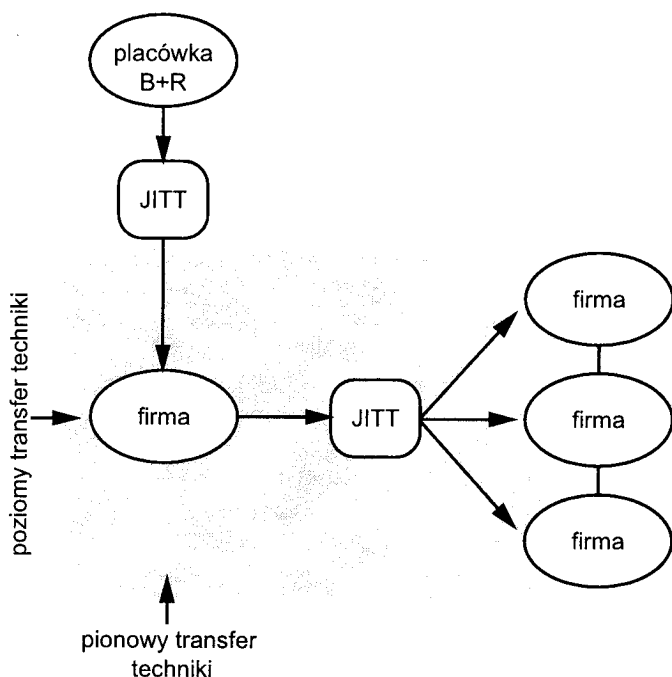 placówka
B+R
JITT
firma
poziomy transfer techniki
firma
JITT
firma
firma
pionowy transfer
techniki